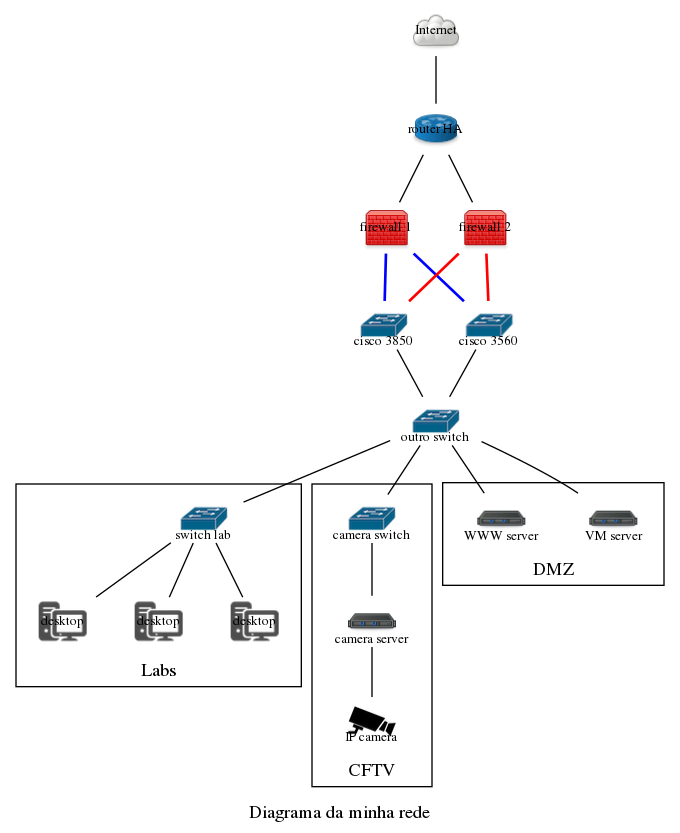 Internet
router HA
firewall 1
firewall 2
cisco 3850
cisco 3560
outro switch
switch lab
camera switch
WWW server
VM server
DMZ
desktop
desktop
desktop
camera server
Labs
IP camera
CFTV
Diagrama da minha rede